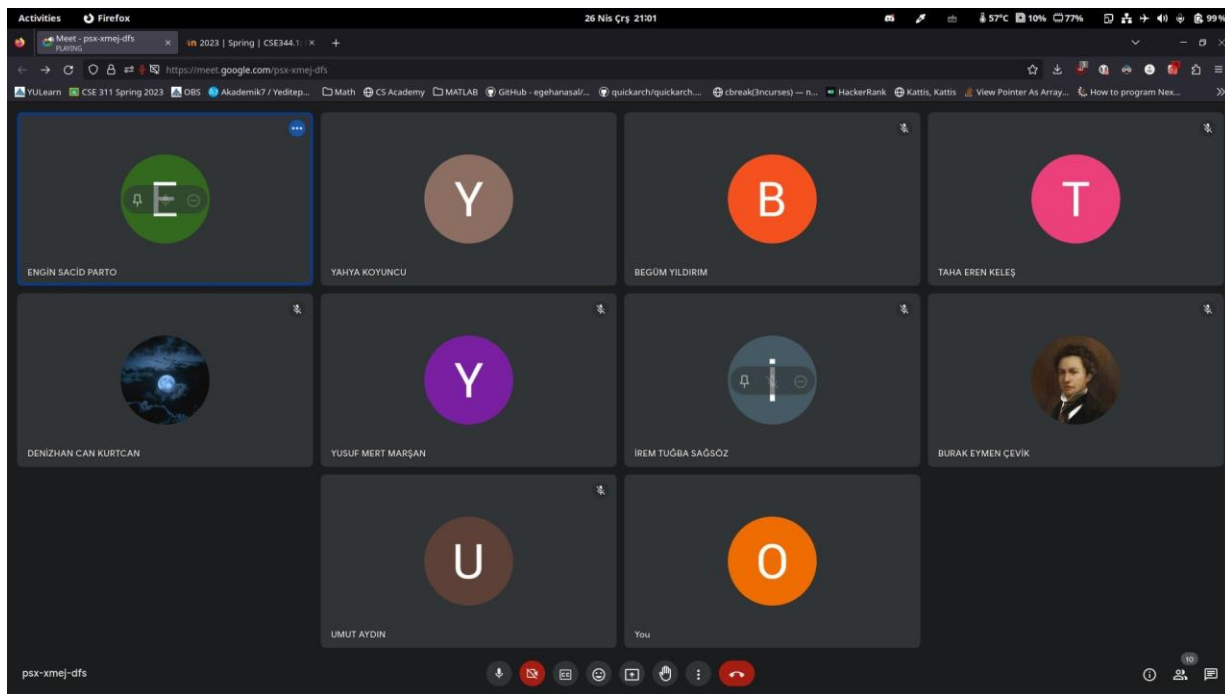 Activities Firefox 26 Nis Çrş 21:01 57°C 10% 77% 99%
Meet - psx-xmej-dfs 2023 | Spring | CSE344.1:
PLAYING
https://meet.google.com/psx-xmej-dfs
YULearn CSE 311 Spring 2023 OBS Akademik7 / Yeditep... Math CS Academy MATLAB GitHub - egehanasal/... quickarch/quickarch.... cbreak(3ncurses) — n... HackerRank Kattis, Kattis View Pointer As Array... How to program Nex...
E Y B T
ENGİN SACİD PARTO YAHYA KOYUNCU BEGÜM YILDIRIM TAHA EREN KELEŞ
Y İ
DENİZHAN CAN KURTCAN YUSUF MERT MARŞAN İREM TUĞBA SAĞSÖZ BURAK EYMEN ÇEVİK
U O
UMUT AYDIN You
10
psx-xmej-dfs